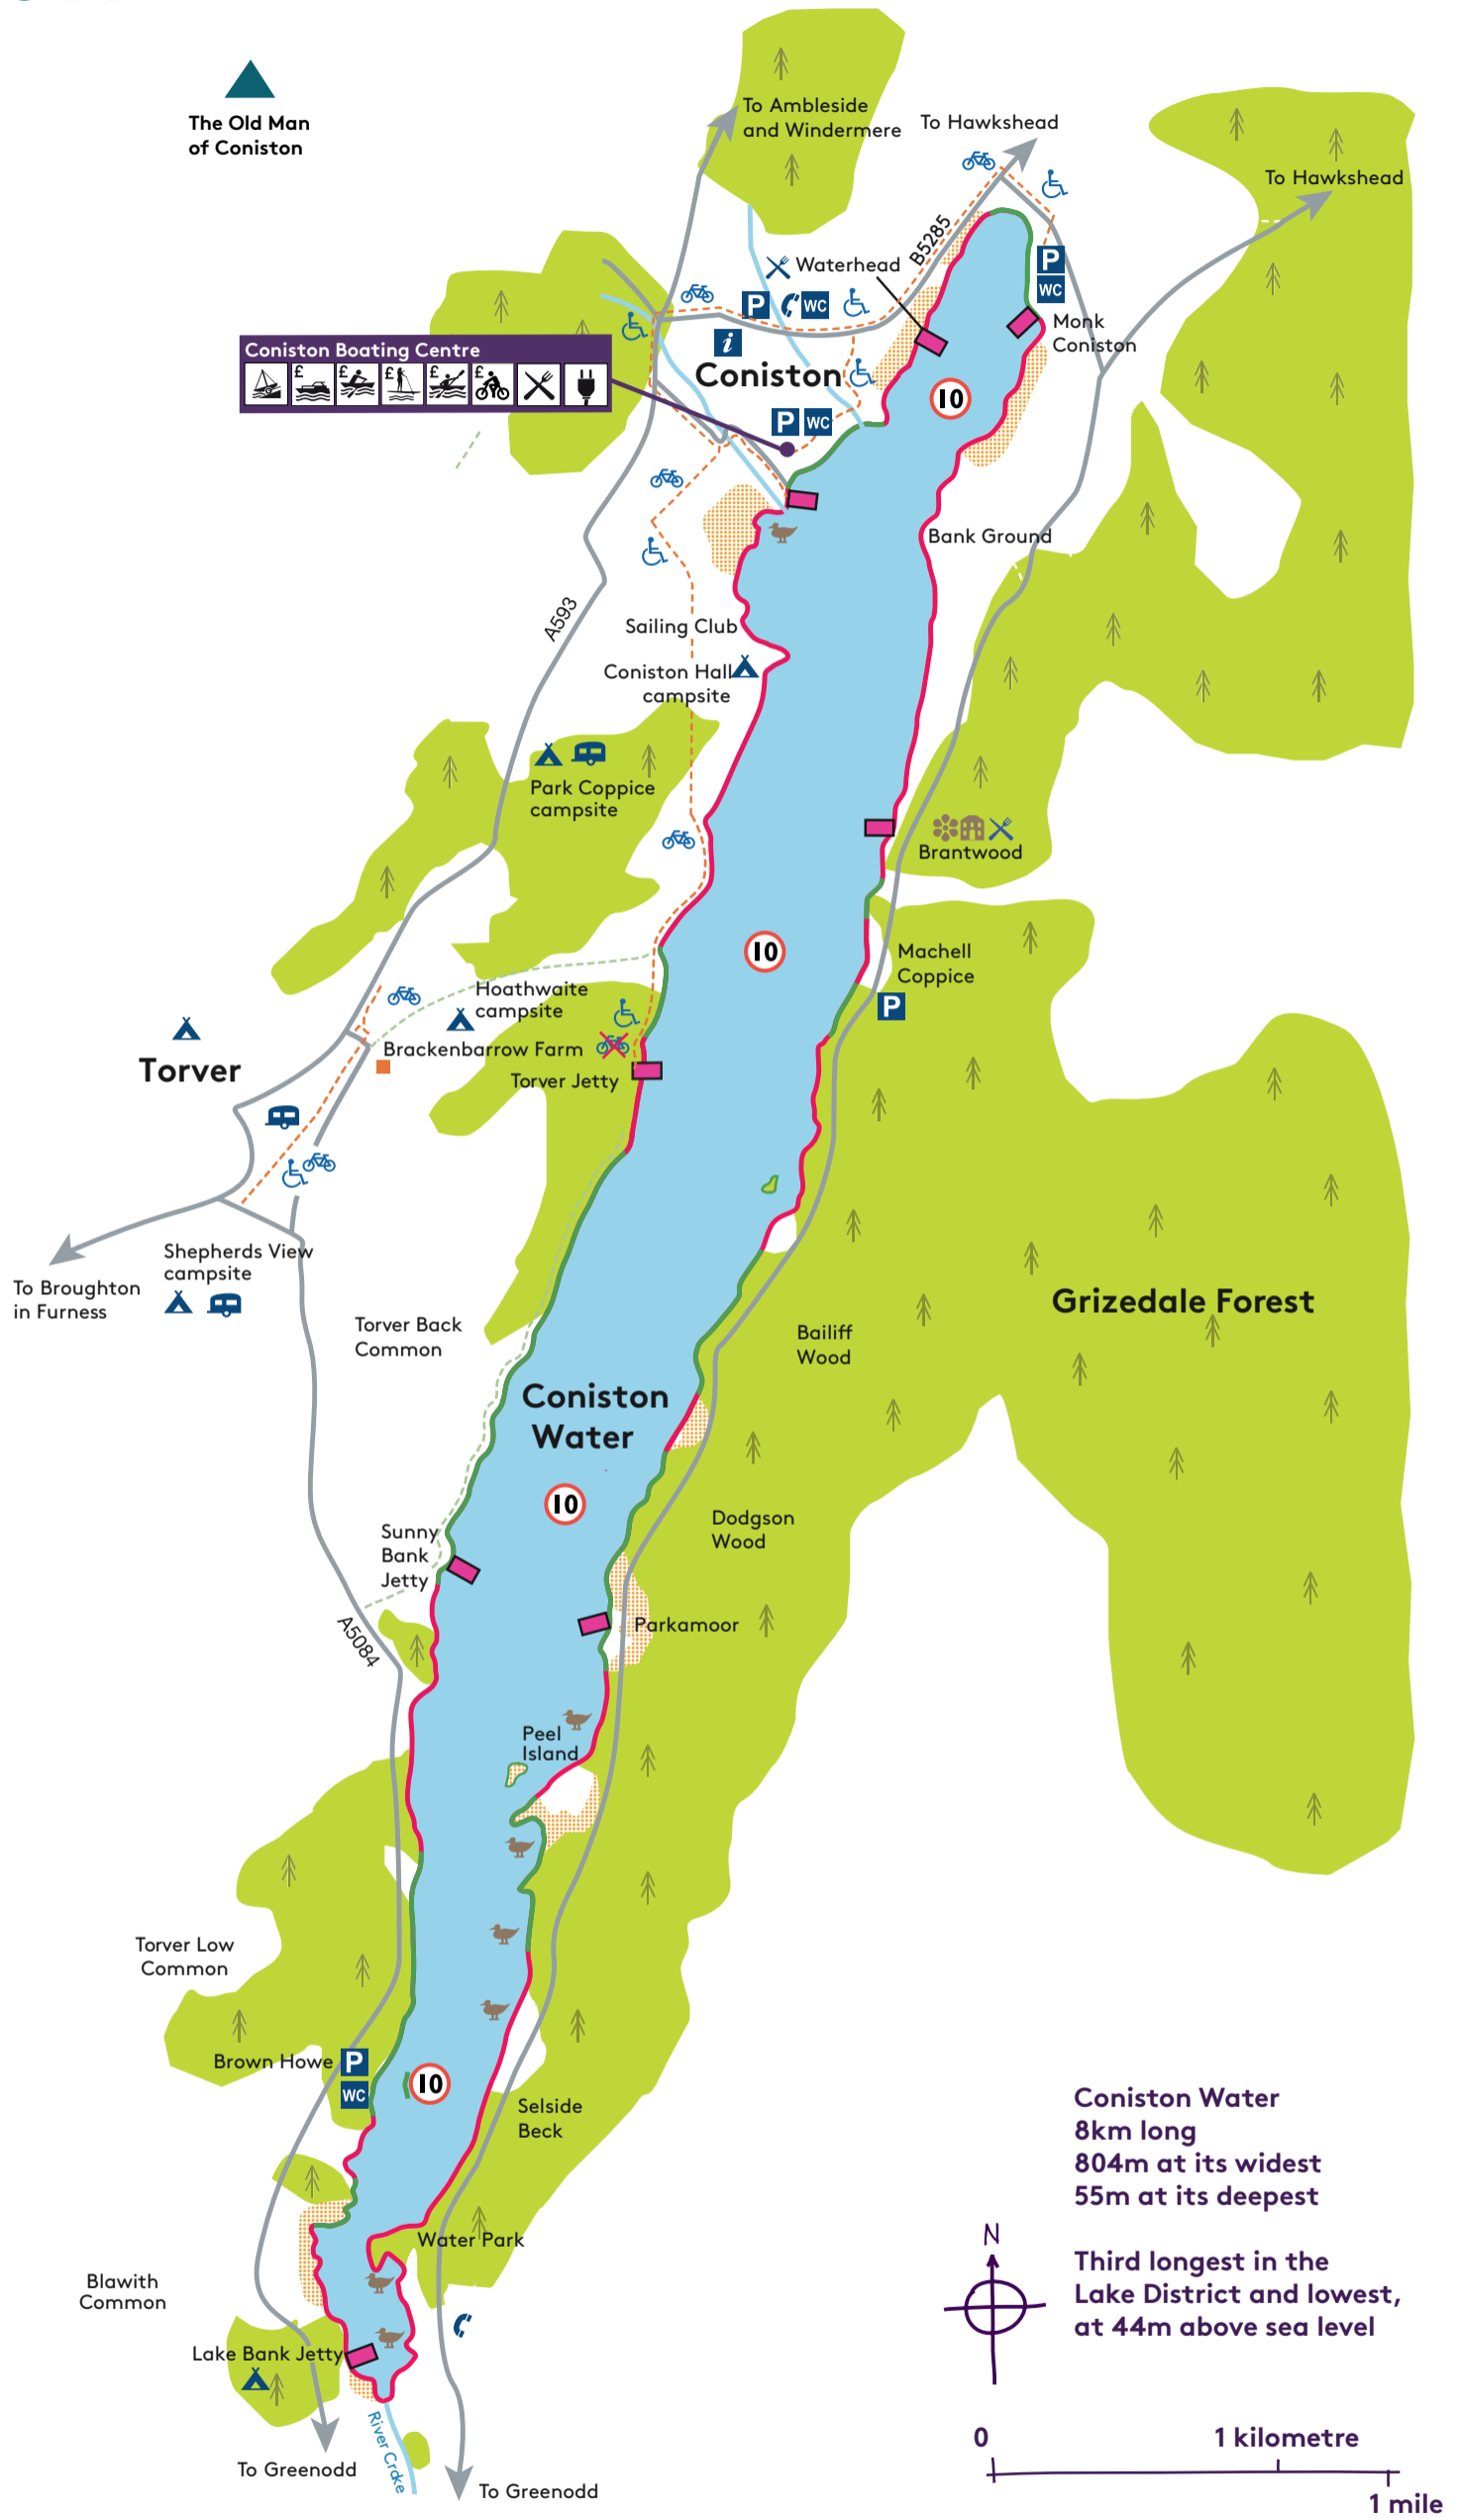 The Old Man
of Coniston
To Ambleside
and Windermere
To Hawkshead
To Hawkshead
B5285
Waterhead
P
WC
P
WC
i
Monk
Coniston
Coniston Boating Centre
£
£
£
£
Coniston
10
P
WC
Bank Ground
A593
Sailing Club
Coniston Hall
campsite
Park Coppice
campsite
Brantwood
10
Machell
Coppice
P
Hoathwaite
campsite
Brackenbarrow Farm
Torver
Torver Jetty
Shepherds View
campsite
To Broughton
in Furness
Grizedale Forest
Torver Back
Common
Bailiff
Wood
Coniston
Water
10
Sunny
Bank
Jetty
Dodgson
Wood
A5084
Parkamoor
Peel
Island
Torver Low
Common
Brown Howe
P
WC
10
Selside
Beck
Water Park
Blawith
Common
Lake Bank Jetty
River Crake
To Greenodd
To Greenodd
Coniston Water
8km long
804m at its widest
55m at its deepest
Third longest in the
Lake District and lowest,
at 44m above sea level
N
0
1 kilometre
1 mile